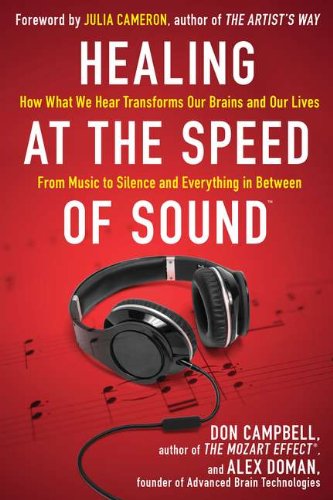 Foreword by JULIA CAMERON, author of THE ARTIST'S WAY
HEALING
How What We Hear Transforms Our Brains and Our Lives
AT THE SPEED
From Music to Silence and Everything in Between
OF SOUND™
DON CAMPBELL,
author of THE MOZART EFFECT®,
and ALEX DOMAN,
founder of Advanced Brain Technologies